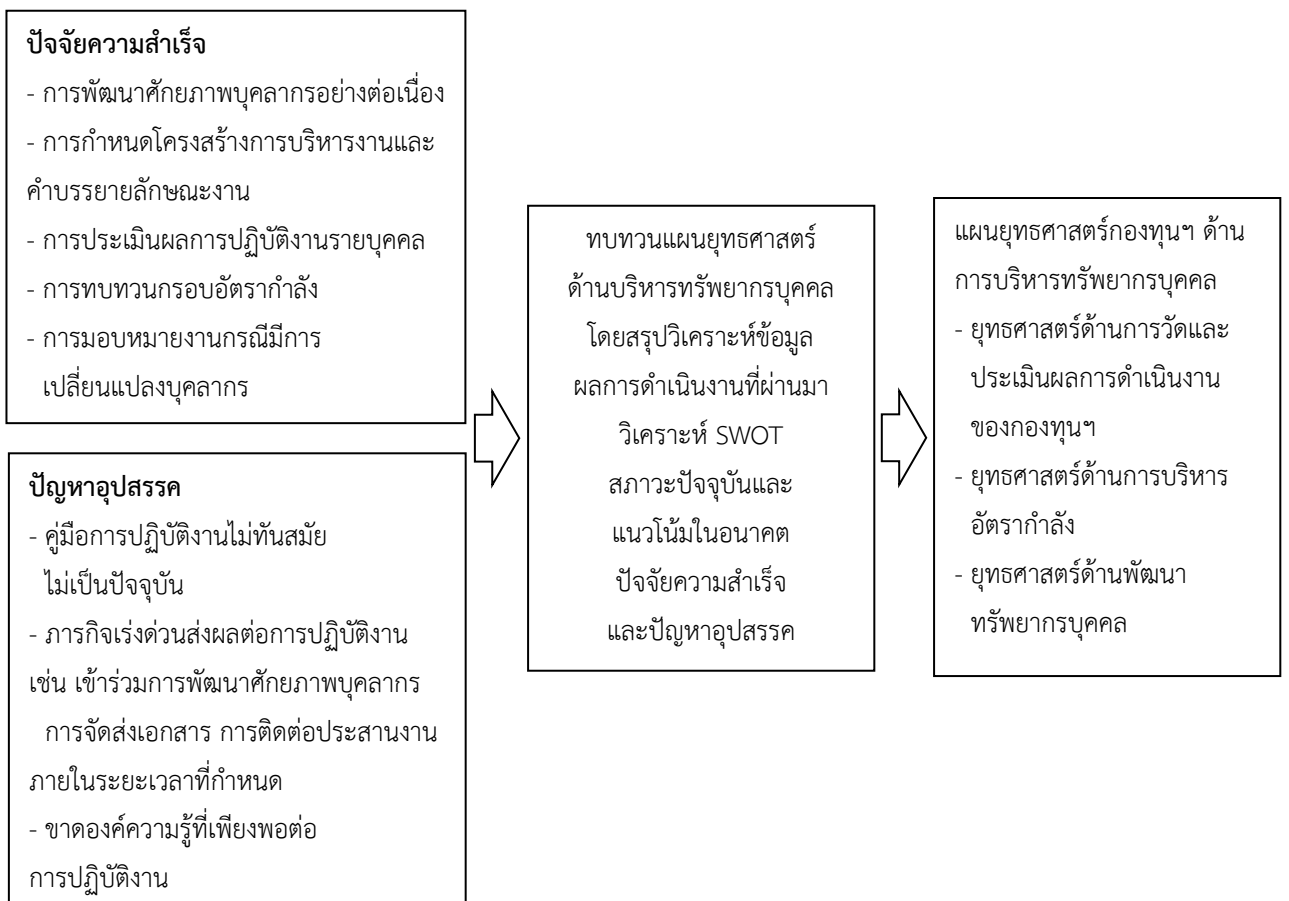 ปัจจัยความสำเร็จ
- การพัฒนาศักยภาพบุคลากรอย่างต่อเนื่อง
- การกำหนดโครงสร้างการบริหารงานและ
คำบรรยายลักษณะงาน
- การประเมินผลการปฏิบัติงานรายบุคคล
- การทบทวนกรอบอัตรากำลัง
- การมอบหมายงานกรณีมีการ
เปลี่ยนแปลงบุคลากร
ปัญหาอุปสรรค
- คู่มือการปฏิบัติงานไม่ทันสมัย
ไม่เป็นปัจจุบัน
- ภารกิจเร่งด่วนส่งผลต่อการปฏิบัติงาน
เช่น เข้าร่วมการพัฒนาศักยภาพบุคลากร
การจัดส่งเอกสาร การติดต่อประสานงาน
ภายในระยะเวลาที่กำหนด
- ขาดองค์ความรู้ที่เพียงพอต่อ
การปฏิบัติงาน
ทบทวนแผนยุทธศาสตร์
ด้านบริหารทรัพยากรบุคคล
โดยสรุปวิเคราะห์ข้อมูล
ผลการดำเนินงานที่ผ่านมา
วิเคราะห์ SWOT
สภาวะปัจจุบันและ
แนวโน้มในอนาคต
ปัจจัยความสำเร็จ
และปัญหาอุปสรรค
แผนยุทธศาสตร์กองทุนฯ ด้าน
การบริหารทรัพยากรบุคคล
- ยุทธศาสตร์ด้านการวัดและ
ประเมินผลการดำเนินงาน
ของกองทุนฯ
- ยุทธศาสตร์ด้านการบริหาร
อัตรากำลัง
- ยุทธศาสตร์ด้านพัฒนา
ทรัพยากรบุคคล